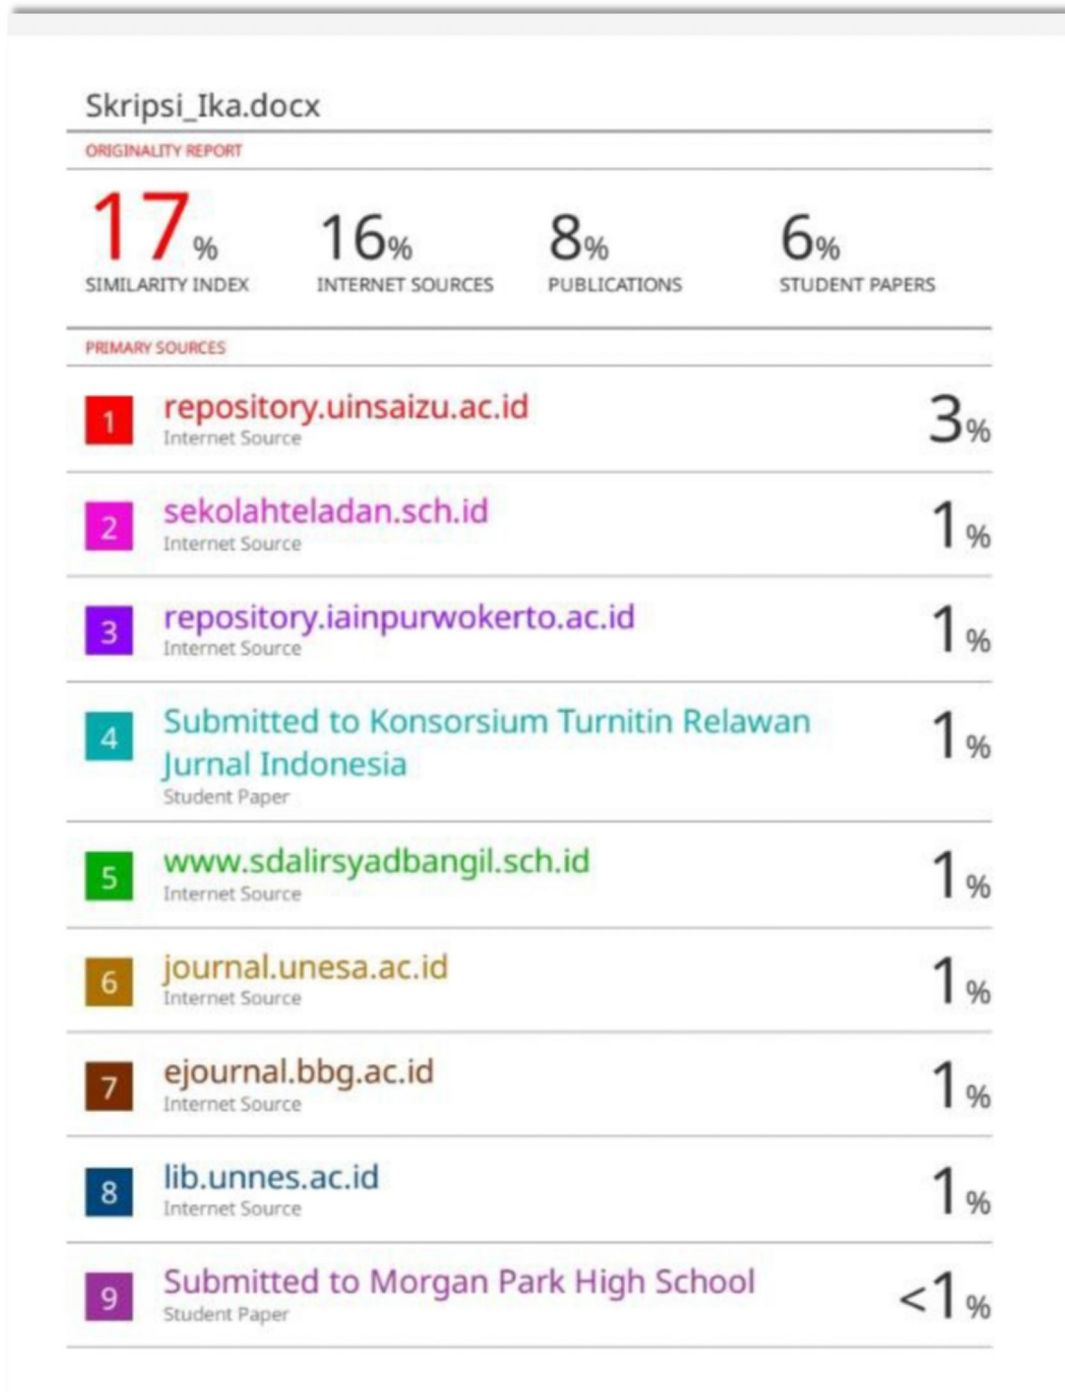 Skripsi_Ika.docx
ORIGINALITY REPORT
17%
16%
8%
6%
SIMILARITY INDEX
INTERNET SOURCES
PUBLICATIONS
STUDENT PAPERS
PRIMARY SOURCES
1
repository.uinsaizu.ac.id
Internet Source
3%
2
sekolahteladan.sch.id
Internet Source
1%
3
repository.iainpurwokerto.ac.id
Internet Source
1%
4
Submitted to Konsorsium Turnitin Relawan
Jurnal Indonesia
Student Paper
1%
5
www.sdalirsyadbangil.sch.id
Internet Source
1%
6
journal.unesa.ac.id
Internet Source
1%
7
ejournal.bbg.ac.id
Internet Source
1%
8
lib.unnes.ac.id
Internet Source
1%
9
Submitted to Morgan Park High School
Student Paper
<1%